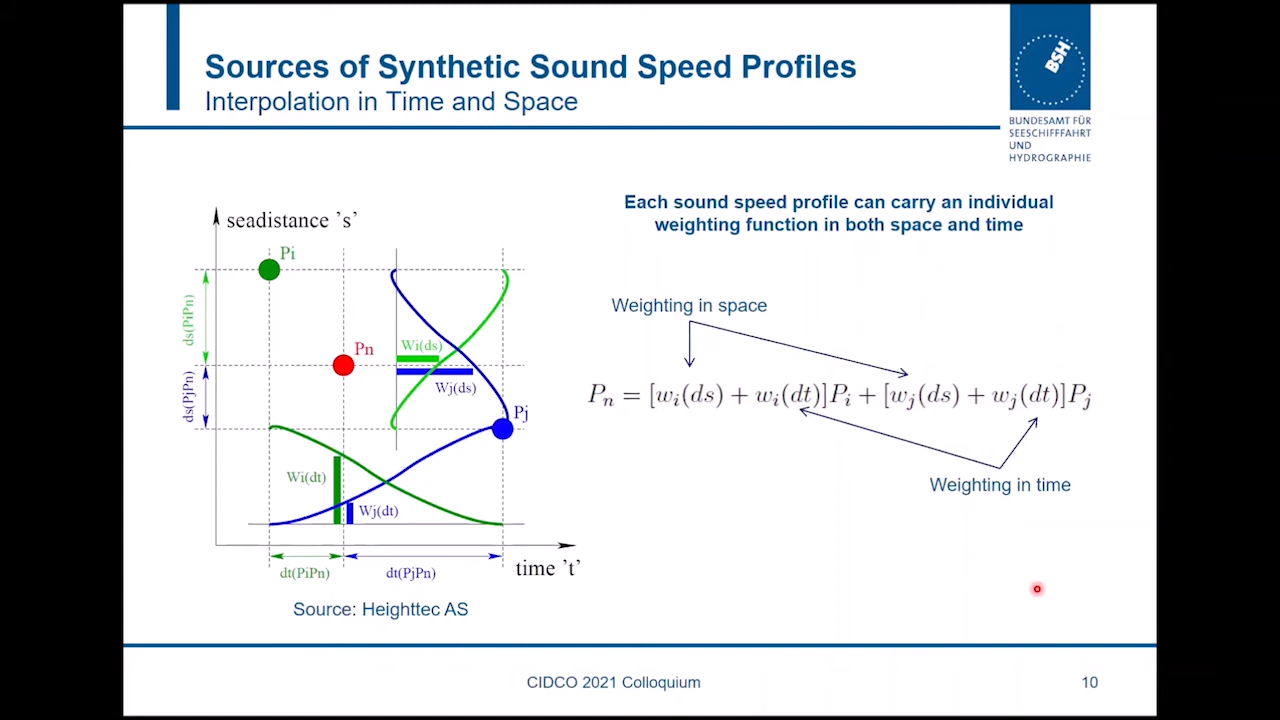 Sources of Synthetic Sound Speed Profiles
Interpolation in Time and Space
BSH
BUNDESAMT FÜR
SEESCHIFFFAHRT
UND
HYDROGRAPHIE
seadistance ’s’
Pi
ds(PiPn)
Pn
ds(PjPn)
Wi(ds)
Wj(ds)
Pj
Wi(dt)
Wj(dt)
dt(PiPn)
dt(PjPn)
time ’t’
Source: Heighttec AS
Each sound speed profile can carry an individual
weighting function in both space and time
Weighting in space
Pₙ = [wᵢ(ds) + wᵢ(dt)]Pᵢ + [wⱼ(ds) + wⱼ(dt)]Pⱼ
Weighting in time
CIDCO 2021 Colloquium
10